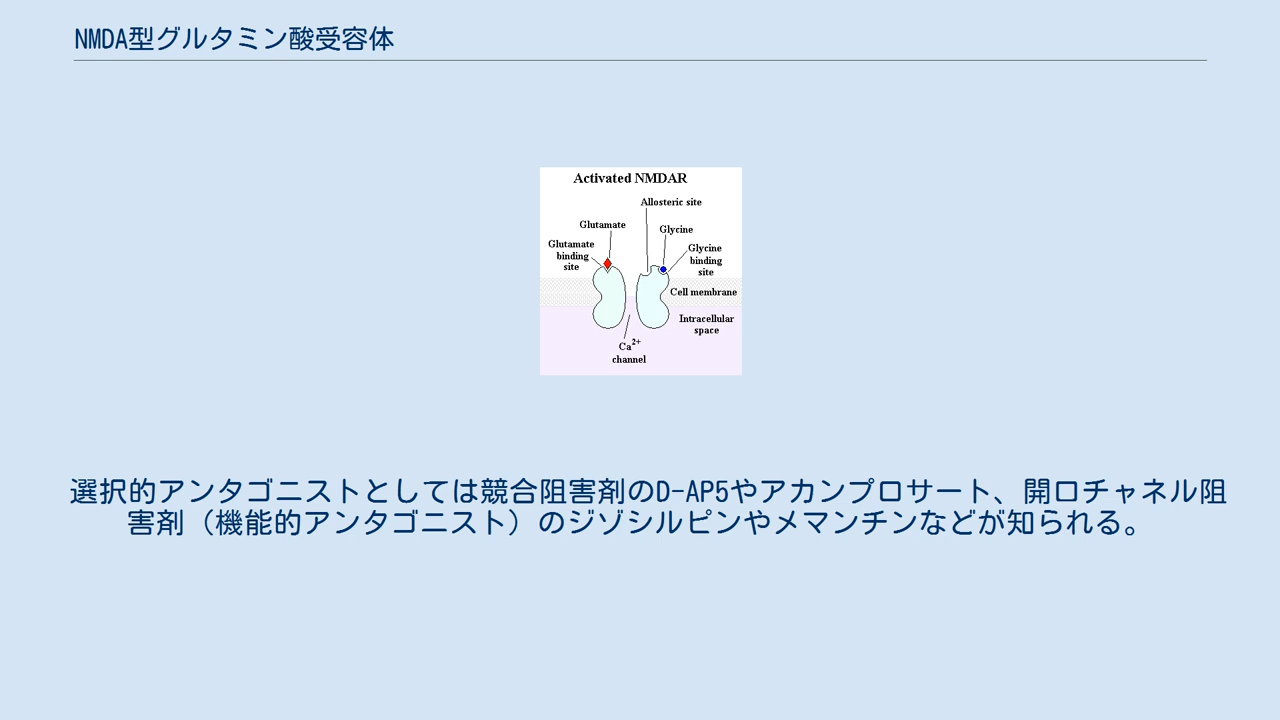 NMDA型グルタミン酸受容体
Activated NMDAR
Allosteric site
Glutamate
Glycine
Glutamate
binding
site
Glycine
binding
site
Cell membrane
Intracellular
space
Ca2+
channel
選択的アンタゴニストとしては競合阻害剤のD-AP5やアカンプロサート、開口チャネル阻
害剤（機能的アンタゴニスト）のジゾシルピンやメマンチンなどが知られる。